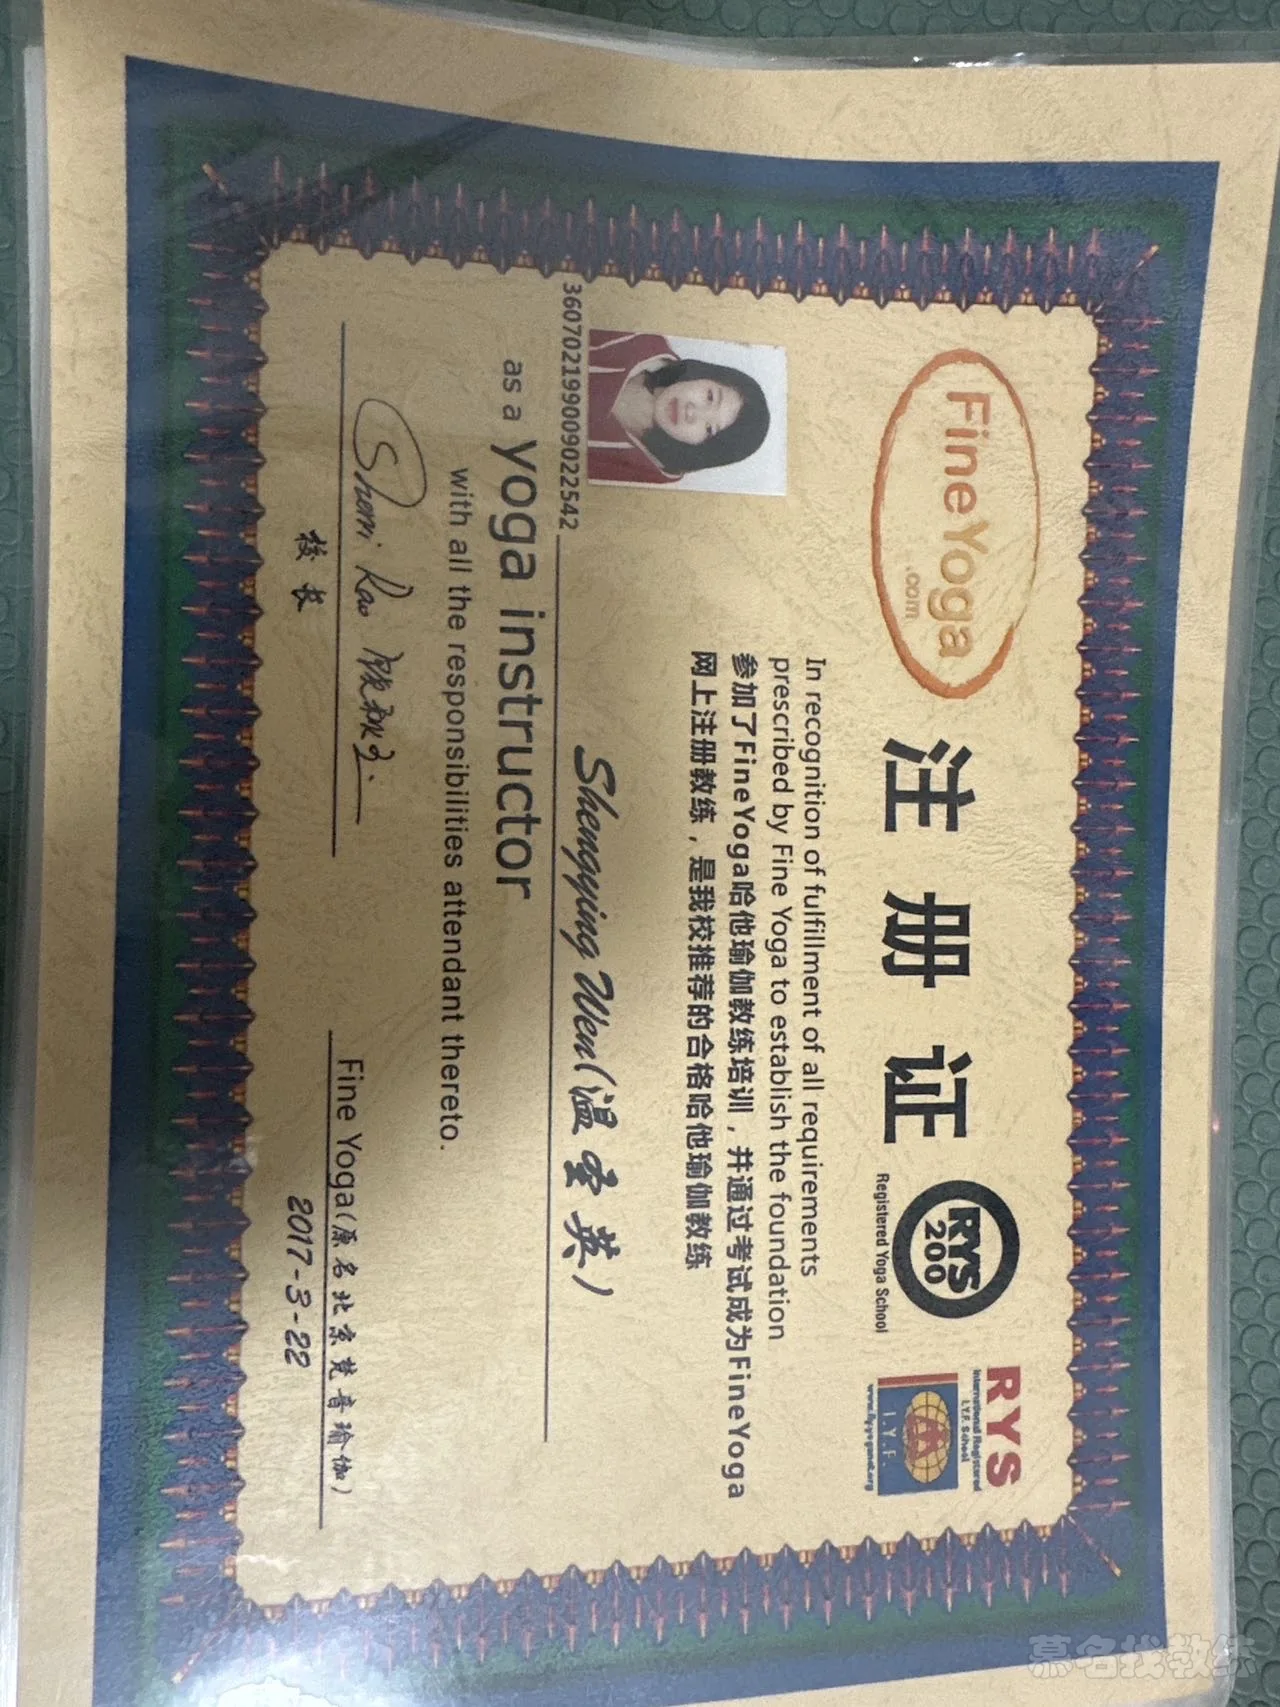 FineYoga
.com
注册证
RYS
200
Registered Yoga School
RYS
International Registered
I.Y.F. School
I.Y.F.
In recognition of fulfillment of all requirements
prescribed by Fine Yoga to establish the foundation
参加了FineYoga哈他瑜伽教练培训，并通过考试成为FineYoga
网上注册教练，是我校推荐的合格哈他瑜伽教练
360702199009022542
Shengying Wen(温圣英)
as a yoga instructor
with all the responsibilities attendant thereto.
校长
Fine Yoga(原名北京梵音瑜伽)
2017-3-22
慕名找教练